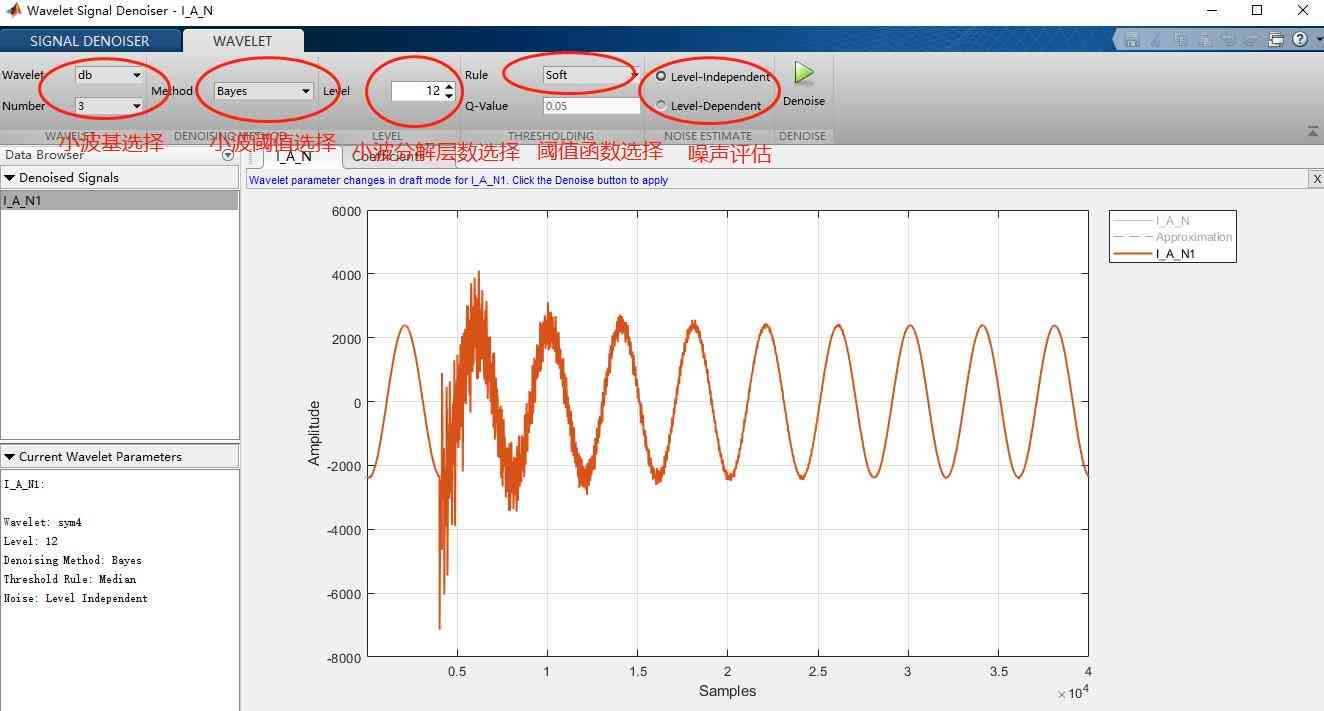 Wavelet Signal Denoiser - I_A_N
SIGNAL DENOISER
WAVELET
Wavelet db
Method Bayes
Level 12
Rule Soft
Level-Independent
Number 3
Q-Value 0.05
Level-Dependent
Denoise
WAVELET
DENOISING METHOD
LEVEL
THRESHOLDING
NOISE ESTIMATE
DENOISE
小波基选择
小波阈值选择
小波分解层数选择
阈值函数选择
噪声评估
Data Browser
I_A_N
Coefficients
Denoised Signals
Wavelet parameter changes in draft mode for I_A_N1. Click the Denoise button to apply
X
I_A_N1
6000
4000
2000
0
-2000
-4000
-6000
-8000
Amplitude
0.5
1
1.5
2
2.5
3
3.5
4
Samples
×10⁴
I_A_N
Approximation
I_A_N1
Current Wavelet Parameters
I_A_N1:
Wavelet: sym4
Level: 12
Denoising Method: Bayes
Threshold Rule: Median
Noise: Level Independent